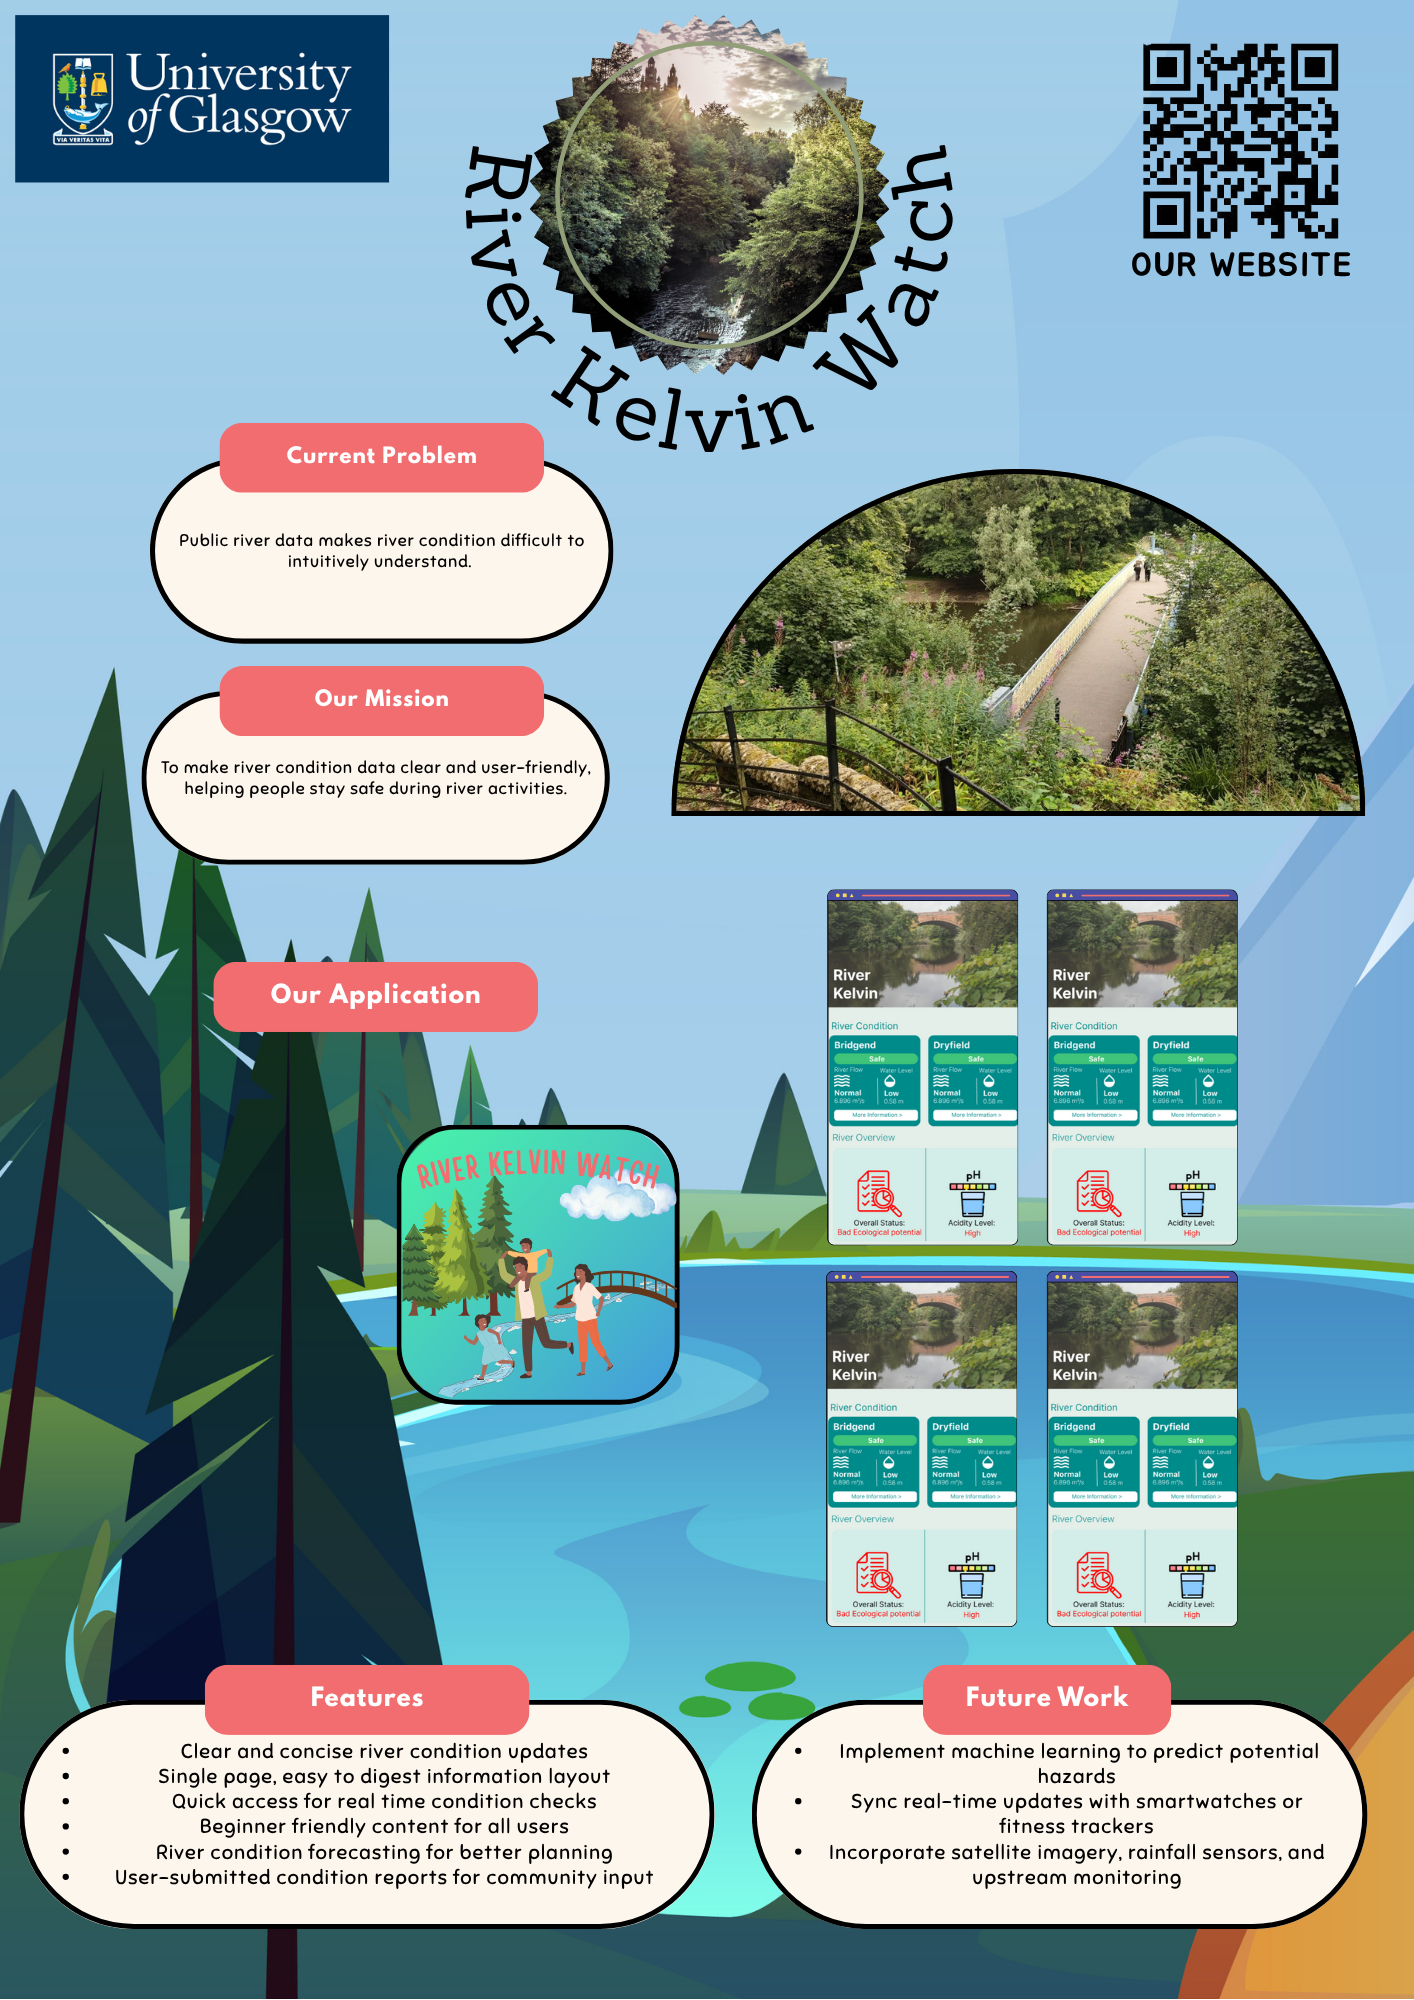 University
of Glasgow
VIA VERITAS VITA
River Kelvin Watch
OUR WEBSITE
Current Problem
Public river data makes river condition difficult to
intuitively understand.
Our Mission
To make river condition data clear and user-friendly,
helping people stay safe during river activities.
Our Application
RIVER KELVIN WATCH
River
Kelvin
River Condition
Bridgend
Safe
River Flow Water Level
Normal Low
6.896 m³/s 0.58 m
More Information >
Dryfield
Safe
River Flow Water Level
Normal Low
6.896 m³/s 0.58 m
More Information >
River Overview
Overall Status:
Bad Ecological potential
pH
Acidity Level:
High
River
Kelvin
River Condition
Bridgend
Safe
River Flow Water Level
Normal Low
6.896 m³/s 0.58 m
More Information >
Dryfield
Safe
River Flow Water Level
Normal Low
6.896 m³/s 0.58 m
More Information >
River Overview
Overall Status:
Bad Ecological potential
pH
Acidity Level:
High
River
Kelvin
River Condition
Bridgend
Safe
River Flow Water Level
Normal Low
6.896 m³/s 0.58 m
More Information >
Dryfield
Safe
River Flow Water Level
Normal Low
6.896 m³/s 0.58 m
More Information >
River Overview
Overall Status:
Bad Ecological potential
pH
Acidity Level:
High
River
Kelvin
River Condition
Bridgend
Safe
River Flow Water Level
Normal Low
6.896 m³/s 0.58 m
More Information >
Dryfield
Safe
River Flow Water Level
Normal Low
6.896 m³/s 0.58 m
More Information >
River Overview
Overall Status:
Bad Ecological potential
pH
Acidity Level:
High
Features
• Clear and concise river condition updates
• Single page, easy to digest information layout
• Quick access for real time condition checks
• Beginner friendly content for all users
• River condition forecasting for better planning
• User-submitted condition reports for community input
Future Work
• Implement machine learning to predict potential
hazards
• Sync real-time updates with smartwatches or
fitness trackers
• Incorporate satellite imagery, rainfall sensors, and
upstream monitoring